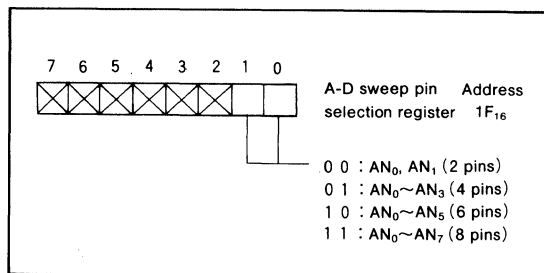 7 6 5 4 3 2 1 0
A-D sweep pin Address
selection register 1F₁₆
0 0 : AN₀, AN₁ (2 pins)
0 1 : AN₀〜AN₃ (4 pins)
1 0 : AN₀〜AN₅ (6 pins)
1 1 : AN₀〜AN₇ (8 pins)